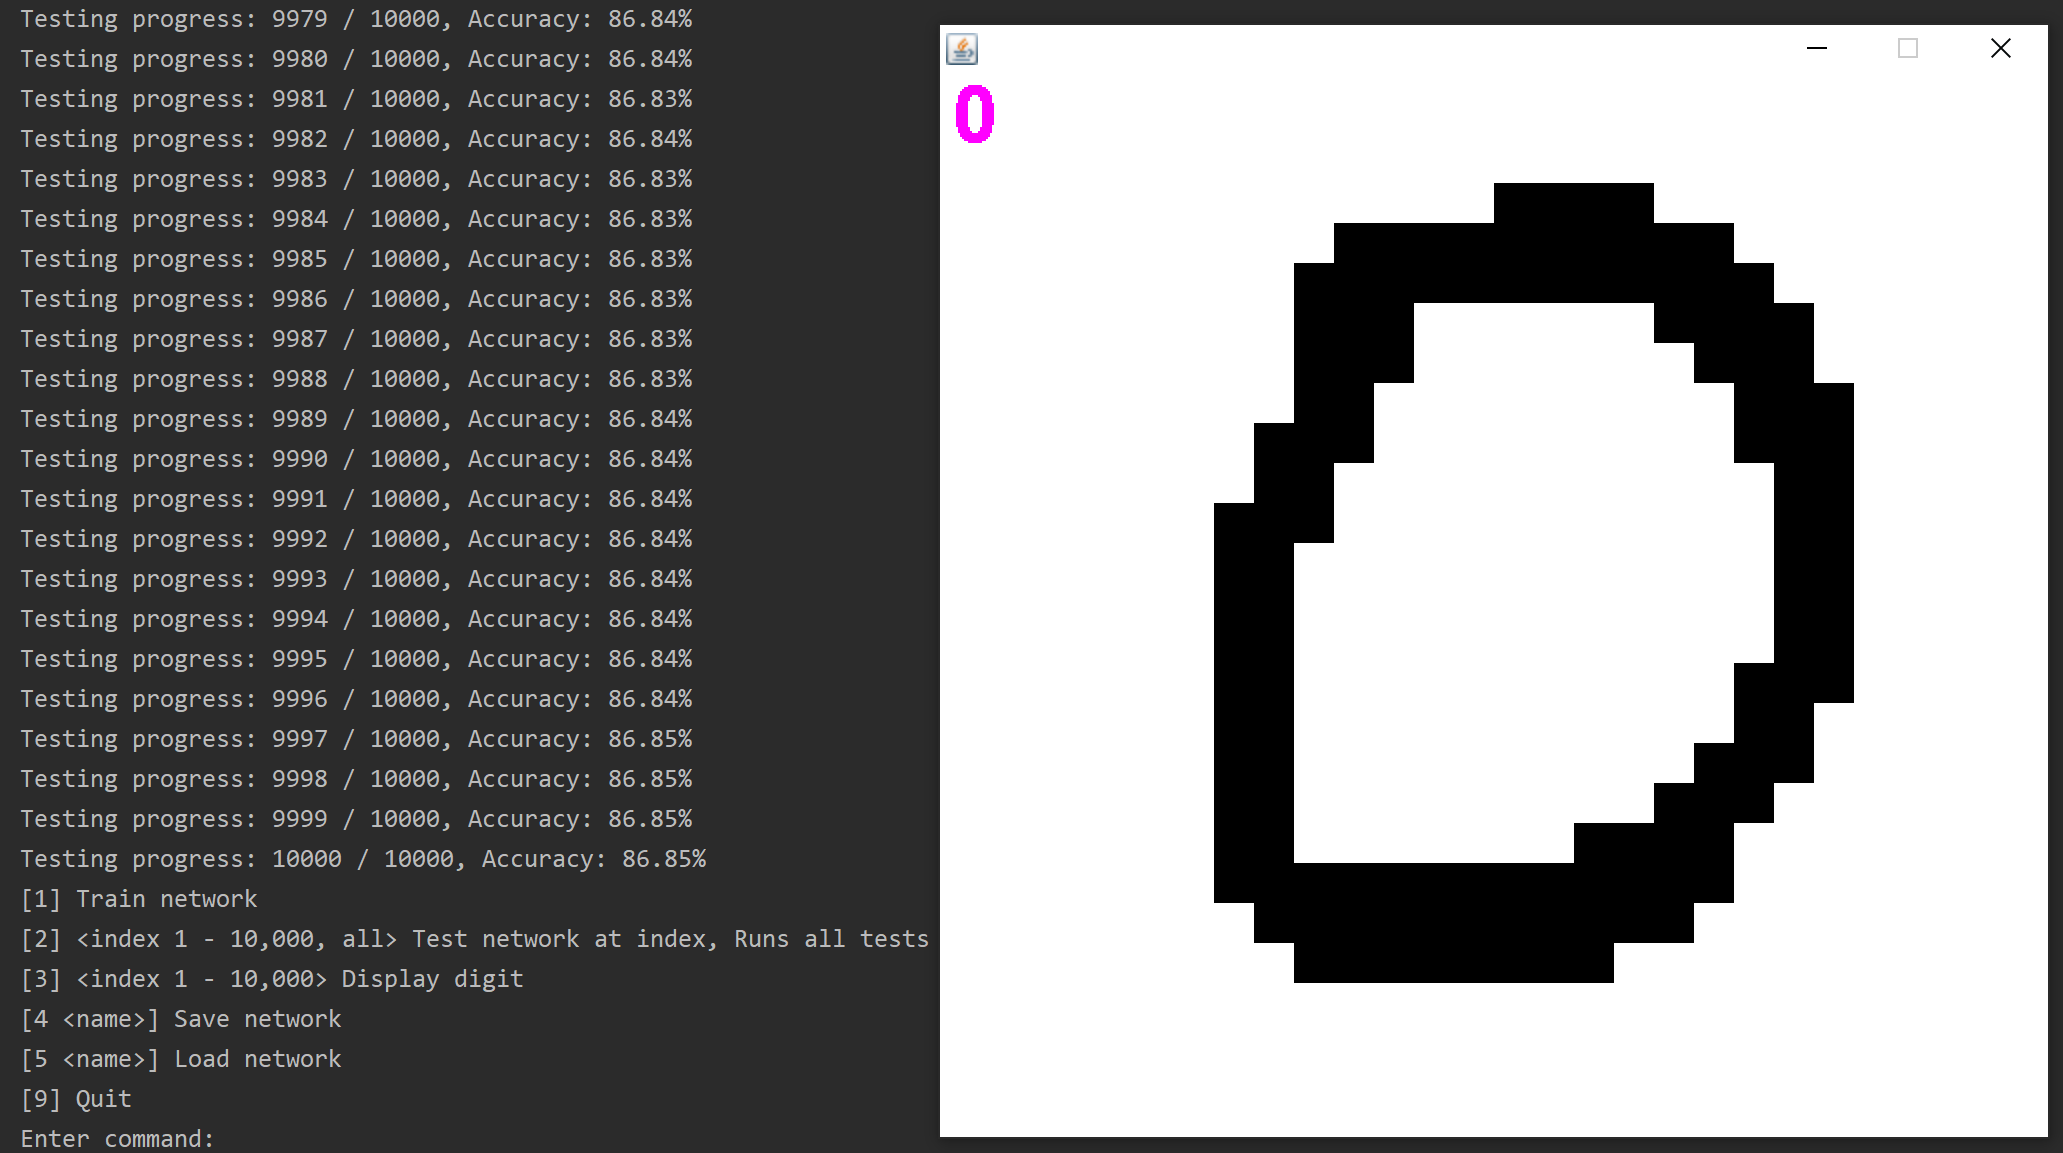 Testing progress: 9979 / 10000, Accuracy: 86.84%
Testing progress: 9980 / 10000, Accuracy: 86.84%
Testing progress: 9981 / 10000, Accuracy: 86.83%
Testing progress: 9982 / 10000, Accuracy: 86.84%
Testing progress: 9983 / 10000, Accuracy: 86.83%
Testing progress: 9984 / 10000, Accuracy: 86.83%
Testing progress: 9985 / 10000, Accuracy: 86.83%
Testing progress: 9986 / 10000, Accuracy: 86.83%
Testing progress: 9987 / 10000, Accuracy: 86.83%
Testing progress: 9988 / 10000, Accuracy: 86.83%
Testing progress: 9989 / 10000, Accuracy: 86.84%
Testing progress: 9990 / 10000, Accuracy: 86.84%
Testing progress: 9991 / 10000, Accuracy: 86.84%
Testing progress: 9992 / 10000, Accuracy: 86.84%
Testing progress: 9993 / 10000, Accuracy: 86.84%
Testing progress: 9994 / 10000, Accuracy: 86.84%
Testing progress: 9995 / 10000, Accuracy: 86.84%
Testing progress: 9996 / 10000, Accuracy: 86.84%
Testing progress: 9997 / 10000, Accuracy: 86.85%
Testing progress: 9998 / 10000, Accuracy: 86.85%
Testing progress: 9999 / 10000, Accuracy: 86.85%
Testing progress: 10000 / 10000, Accuracy: 86.85%
[1] Train network
[2] <index 1 - 10,000, all> Test network at index, Runs all tests
[3] <index 1 - 10,000> Display digit
[4 <name>] Save network
[5 <name>] Load network
[9] Quit
Enter command:
0
0